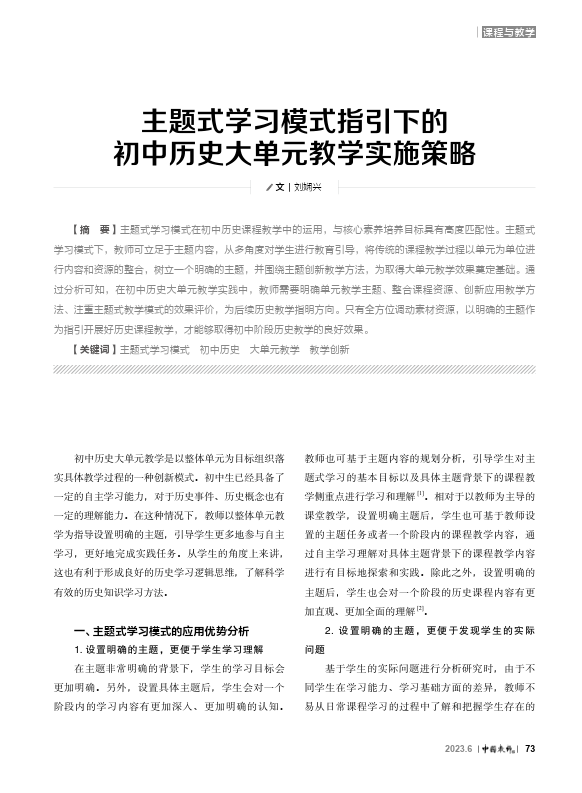 课程与教学
主题式学习模式指引下的
初中历史大单元教学实施策略
文 | 刘娴兴
【摘　要】主题式学习模式在初中历史课程教学中的运用，与核心素养培养目标具有高度匹配性。主题式
学习模式下，教师可立足于主题内容，从多角度对学生进行教育引导，将传统的课程教学过程以单元为单位进
行内容和资源的整合，树立一个明确的主题，并围绕主题创新教学方法，为取得大单元教学效果奠定基础。通
过分析可知，在初中历史大单元教学实践中，教师需要明确单元教学主题、整合课程资源、创新应用教学方
法、注重主题式教学模式的效果评价，为后续历史教学指明方向。只有全方位调动素材资源，以明确的主题作
为指引开展好历史课程教学，才能够取得初中阶段历史教学的良好效果。
【关键词】主题式学习模式　初中历史　大单元教学　教学创新
初中历史大单元教学是以整体单元为目标组织落
实具体教学过程的一种创新模式。初中生已经具备了
一定的自主学习能力，对于历史事件、历史概念也有
一定的理解能力。在这种情况下，教师以整体单元教
学为指导设置明确的主题，引导学生更多地参与自主
学习，更好地完成实践任务。从学生的角度上来讲，
这也有利于形成良好的历史学习逻辑思维，了解科学
有效的历史知识学习方法。
一、主题式学习模式的应用优势分析
1. 设置明确的主题，更便于学生学习理解
在主题非常明确的背景下，学生的学习目标会
更加明确。另外，设置具体主题后，学生会对一个
阶段内的学习内容有更加深入、更加明确的认知。
教师也可基于主题内容的规划分析，引导学生对主
题式学习的基本目标以及具体主题背景下的课程教
学侧重点进行学习和理解[1]。相对于以教师为主导的
课堂教学，设置明确主题后，学生也可基于教师设
置的主题任务或者一个阶段内的课程教学内容，通
过自主学习理解对具体主题背景下的课程教学内容
进行有目标地探索和实践。除此之外，设置明确的
主题后，学生也会对一个阶段的历史课程内容有更
加直观、更加全面的理解[2]。
2. 设置明确的主题，更便于发现学生的实际
问题
基于学生的实际问题进行分析研究时，由于不
同学生在学习能力、学习基础方面的差异，教师不
易从日常课程学习的过程中了解和把握学生存在的
2023.6 | 中国教师 | 73